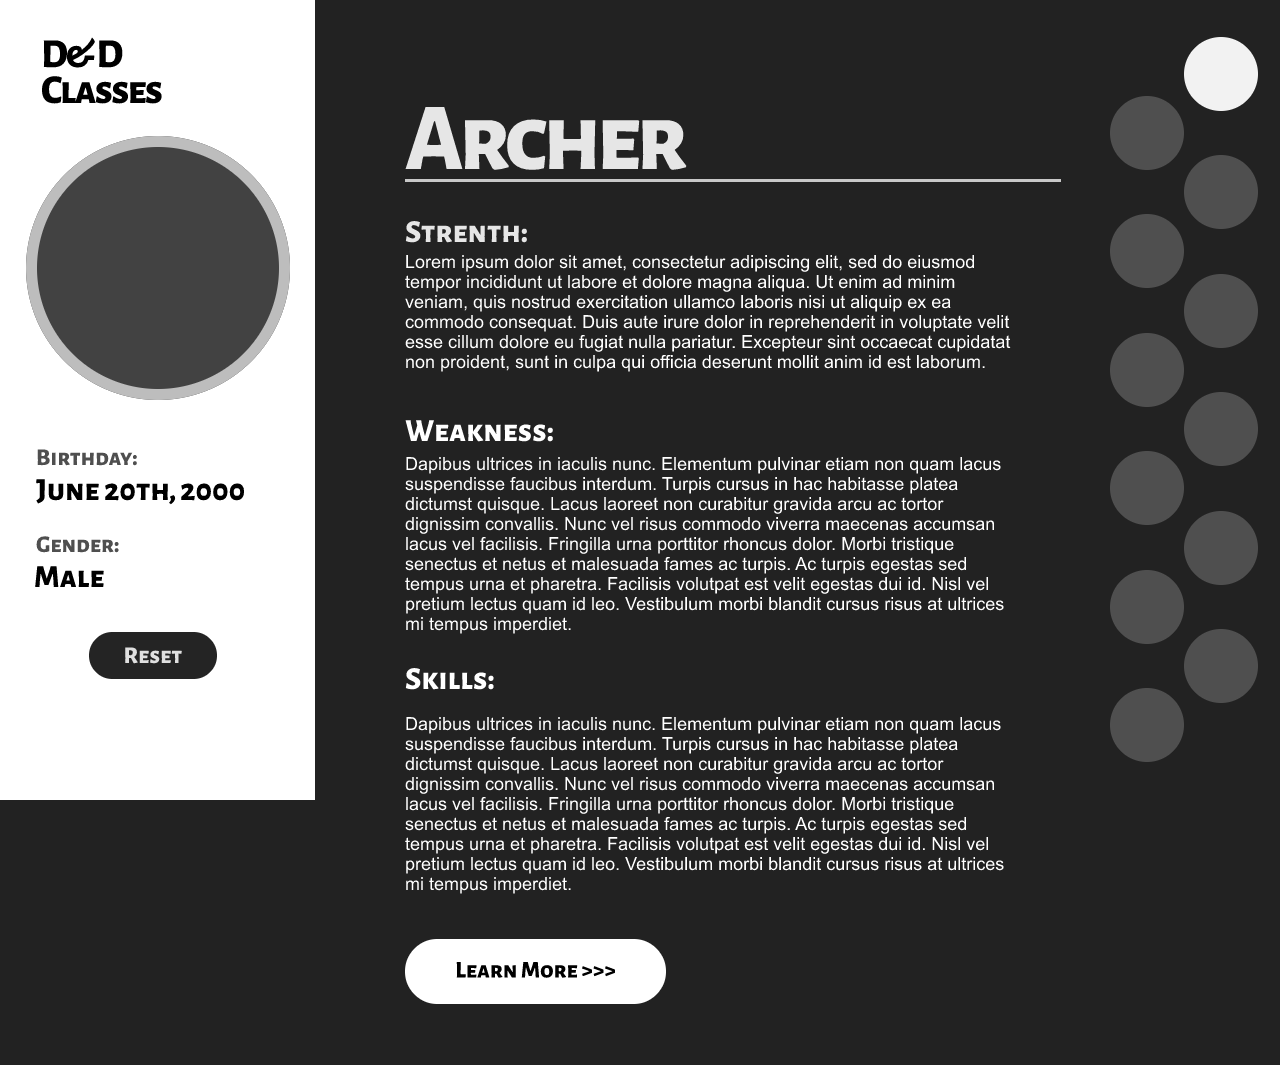 D&D
Classes
Birthday:
June 20th, 2000
Gender:
Male
Reset
Archer
Strenth:
Lorem ipsum dolor sit amet, consectetur adipiscing elit, sed do eiusmod
tempor incididunt ut labore et dolore magna aliqua. Ut enim ad minim
veniam, quis nostrud exercitation ullamco laboris nisi ut aliquip ex ea
commodo consequat. Duis aute irure dolor in reprehenderit in voluptate velit
esse cillum dolore eu fugiat nulla pariatur. Excepteur sint occaecat cupidatat
non proident, sunt in culpa qui officia deserunt mollit anim id est laborum.
Weakness:
Dapibus ultrices in iaculis nunc. Elementum pulvinar etiam non quam lacus
suspendisse faucibus interdum. Turpis cursus in hac habitasse platea
dictumst quisque. Lacus laoreet non curabitur gravida arcu ac tortor
dignissim convallis. Nunc vel risus commodo viverra maecenas accumsan
lacus vel facilisis. Fringilla urna porttitor rhoncus dolor. Morbi tristique
senectus et netus et malesuada fames ac turpis. Ac turpis egestas sed
tempus urna et pharetra. Facilisis volutpat est velit egestas dui id. Nisl vel
pretium lectus quam id leo. Vestibulum morbi blandit cursus risus at ultrices
mi tempus imperdiet.
Skills:
Dapibus ultrices in iaculis nunc. Elementum pulvinar etiam non quam lacus
suspendisse faucibus interdum. Turpis cursus in hac habitasse platea
dictumst quisque. Lacus laoreet non curabitur gravida arcu ac tortor
dignissim convallis. Nunc vel risus commodo viverra maecenas accumsan
lacus vel facilisis. Fringilla urna porttitor rhoncus dolor. Morbi tristique
senectus et netus et malesuada fames ac turpis. Ac turpis egestas sed
tempus urna et pharetra. Facilisis volutpat est velit egestas dui id. Nisl vel
pretium lectus quam id leo. Vestibulum morbi blandit cursus risus at ultrices
mi tempus imperdiet.
Learn More >>>